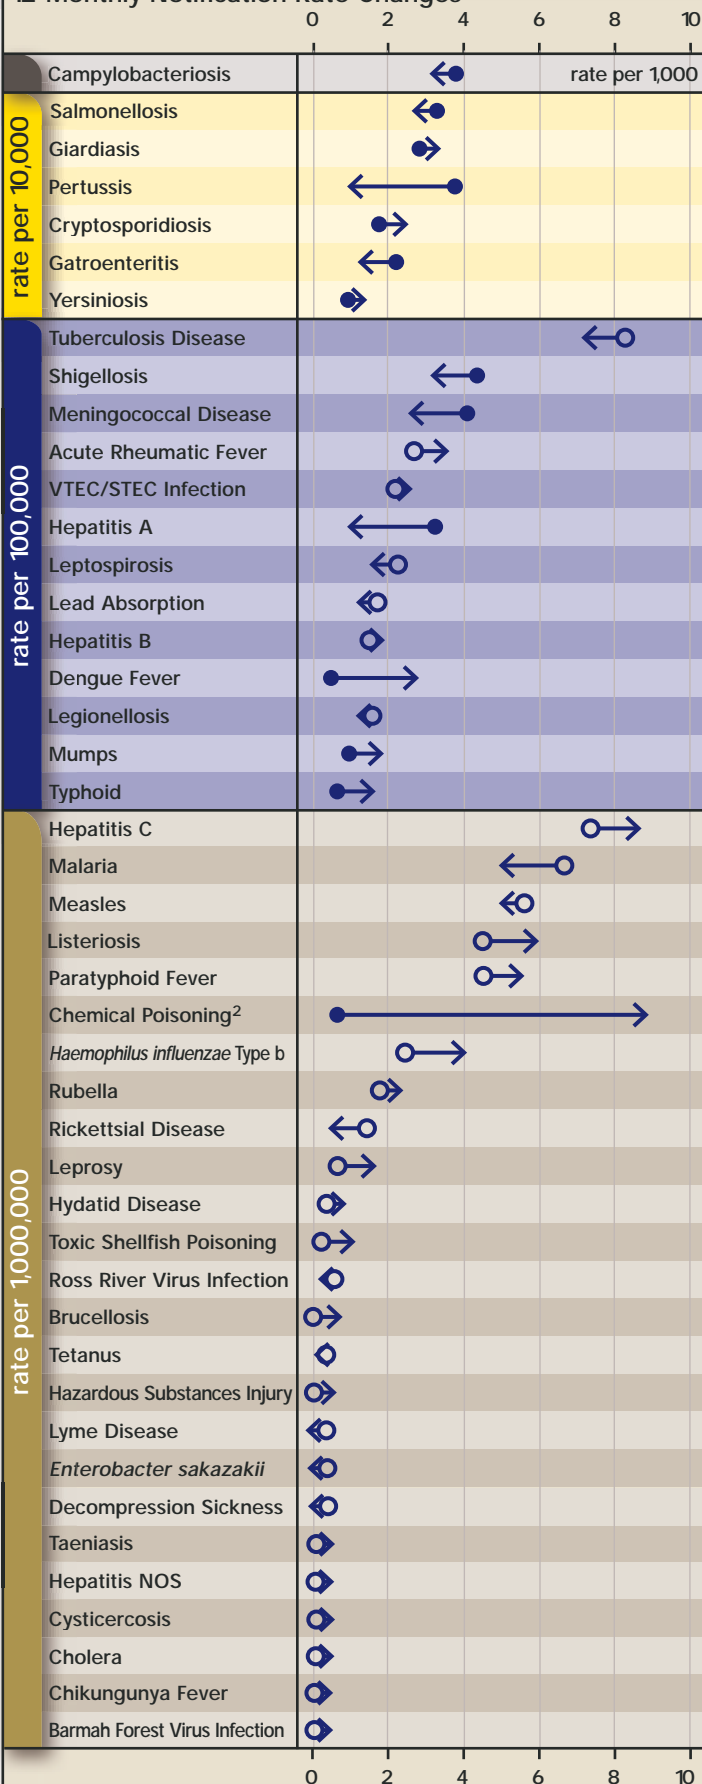 Monthly Notification Rate Changes
0 2 4 6 8 10
Campylobacteriosis rate per 1,000
rate per 10,000
Salmonellosis
Giardiasis
Pertussis
Cryptosporidiosis
Gatroenteritis
Yersiniosis
rate per 100,000
Tuberculosis Disease
Shigellosis
Meningococcal Disease
Acute Rheumatic Fever
VTEC/STEC Infection
Hepatitis A
Leptospirosis
Lead Absorption
Hepatitis B
Dengue Fever
Legionellosis
Mumps
Typhoid
rate per 1,000,000
Hepatitis C
Malaria
Measles
Listeriosis
Paratyphoid Fever
Chemical Poisoning2
Haemophilus influenzae Type b
Rubella
Rickettsial Disease
Leprosy
Hydatid Disease
Toxic Shellfish Poisoning
Ross River Virus Infection
Brucellosis
Tetanus
Hazardous Substances Injury
Lyme Disease
Enterobacter sakazakii
Decompression Sickness
Taeniasis
Hepatitis NOS
Cysticercosis
Cholera
Chikungunya Fever
Barmah Forest Virus Infection
0 2 4 6 8 10